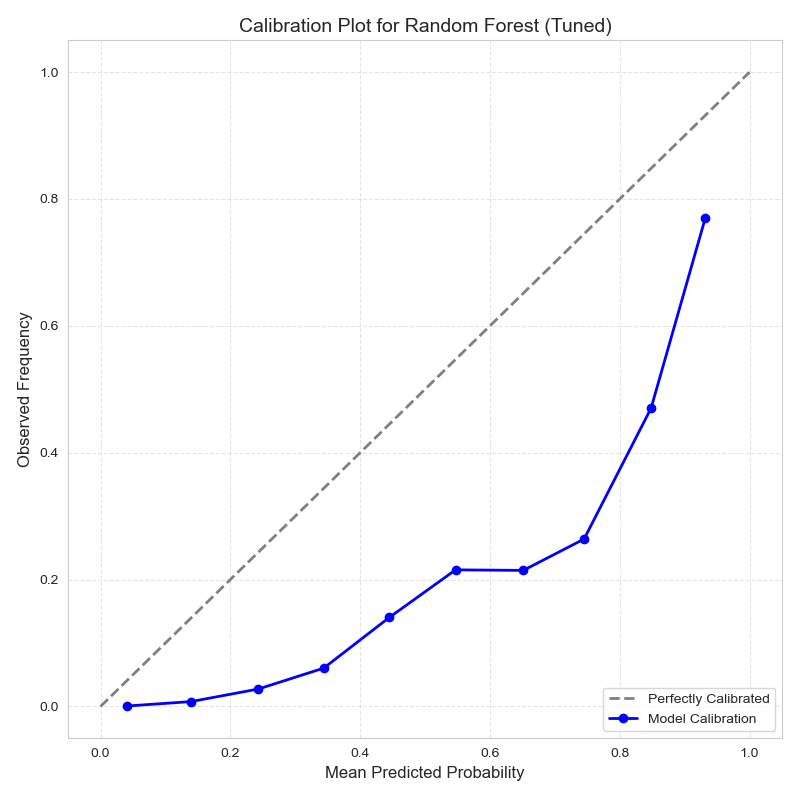 Calibration Plot for Random Forest (Tuned)
1.0
0.8
0.6
0.4
0.2
0.0
Observed Frequency
0.0 0.2 0.4 0.6 0.8 1.0
Mean Predicted Probability
Perfectly Calibrated
Model Calibration